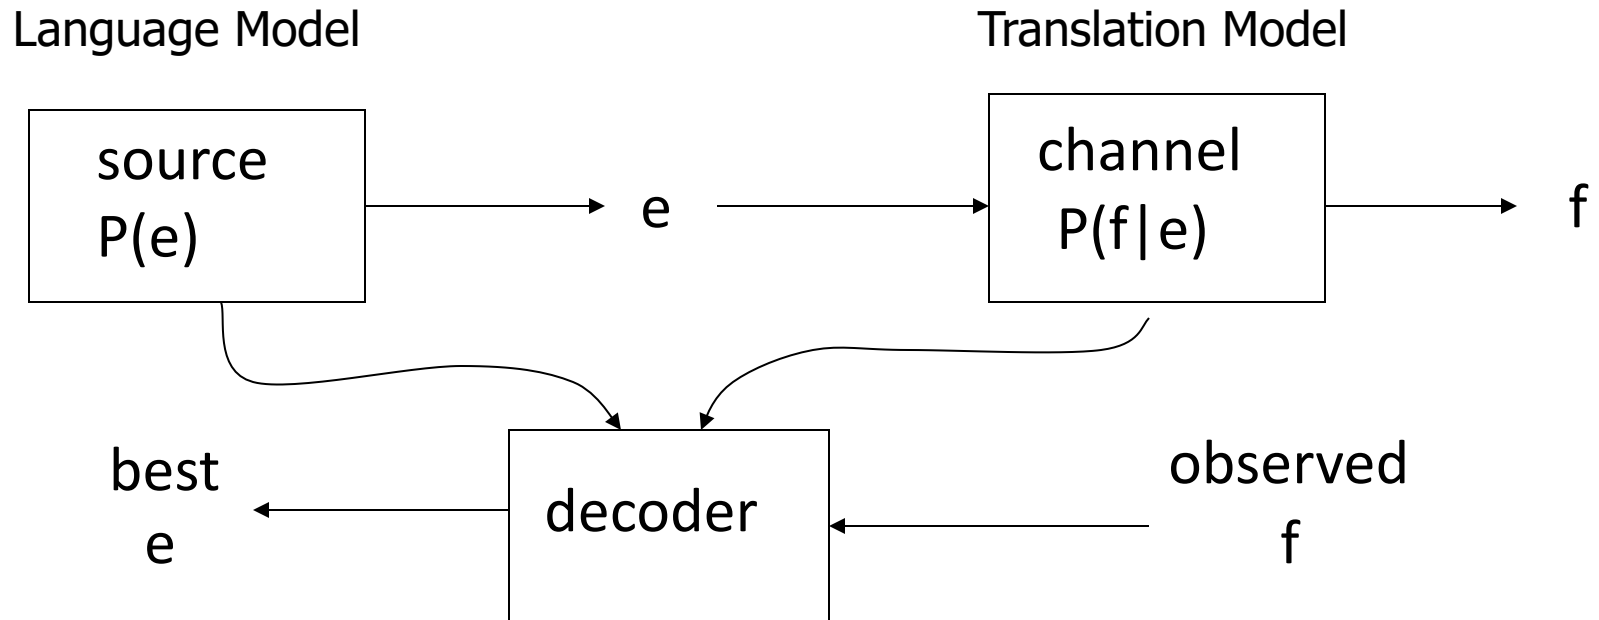 Language Model
Translation Model
source
P(e)
e
channel
P(f|e)
f
best
e
decoder
observed
f